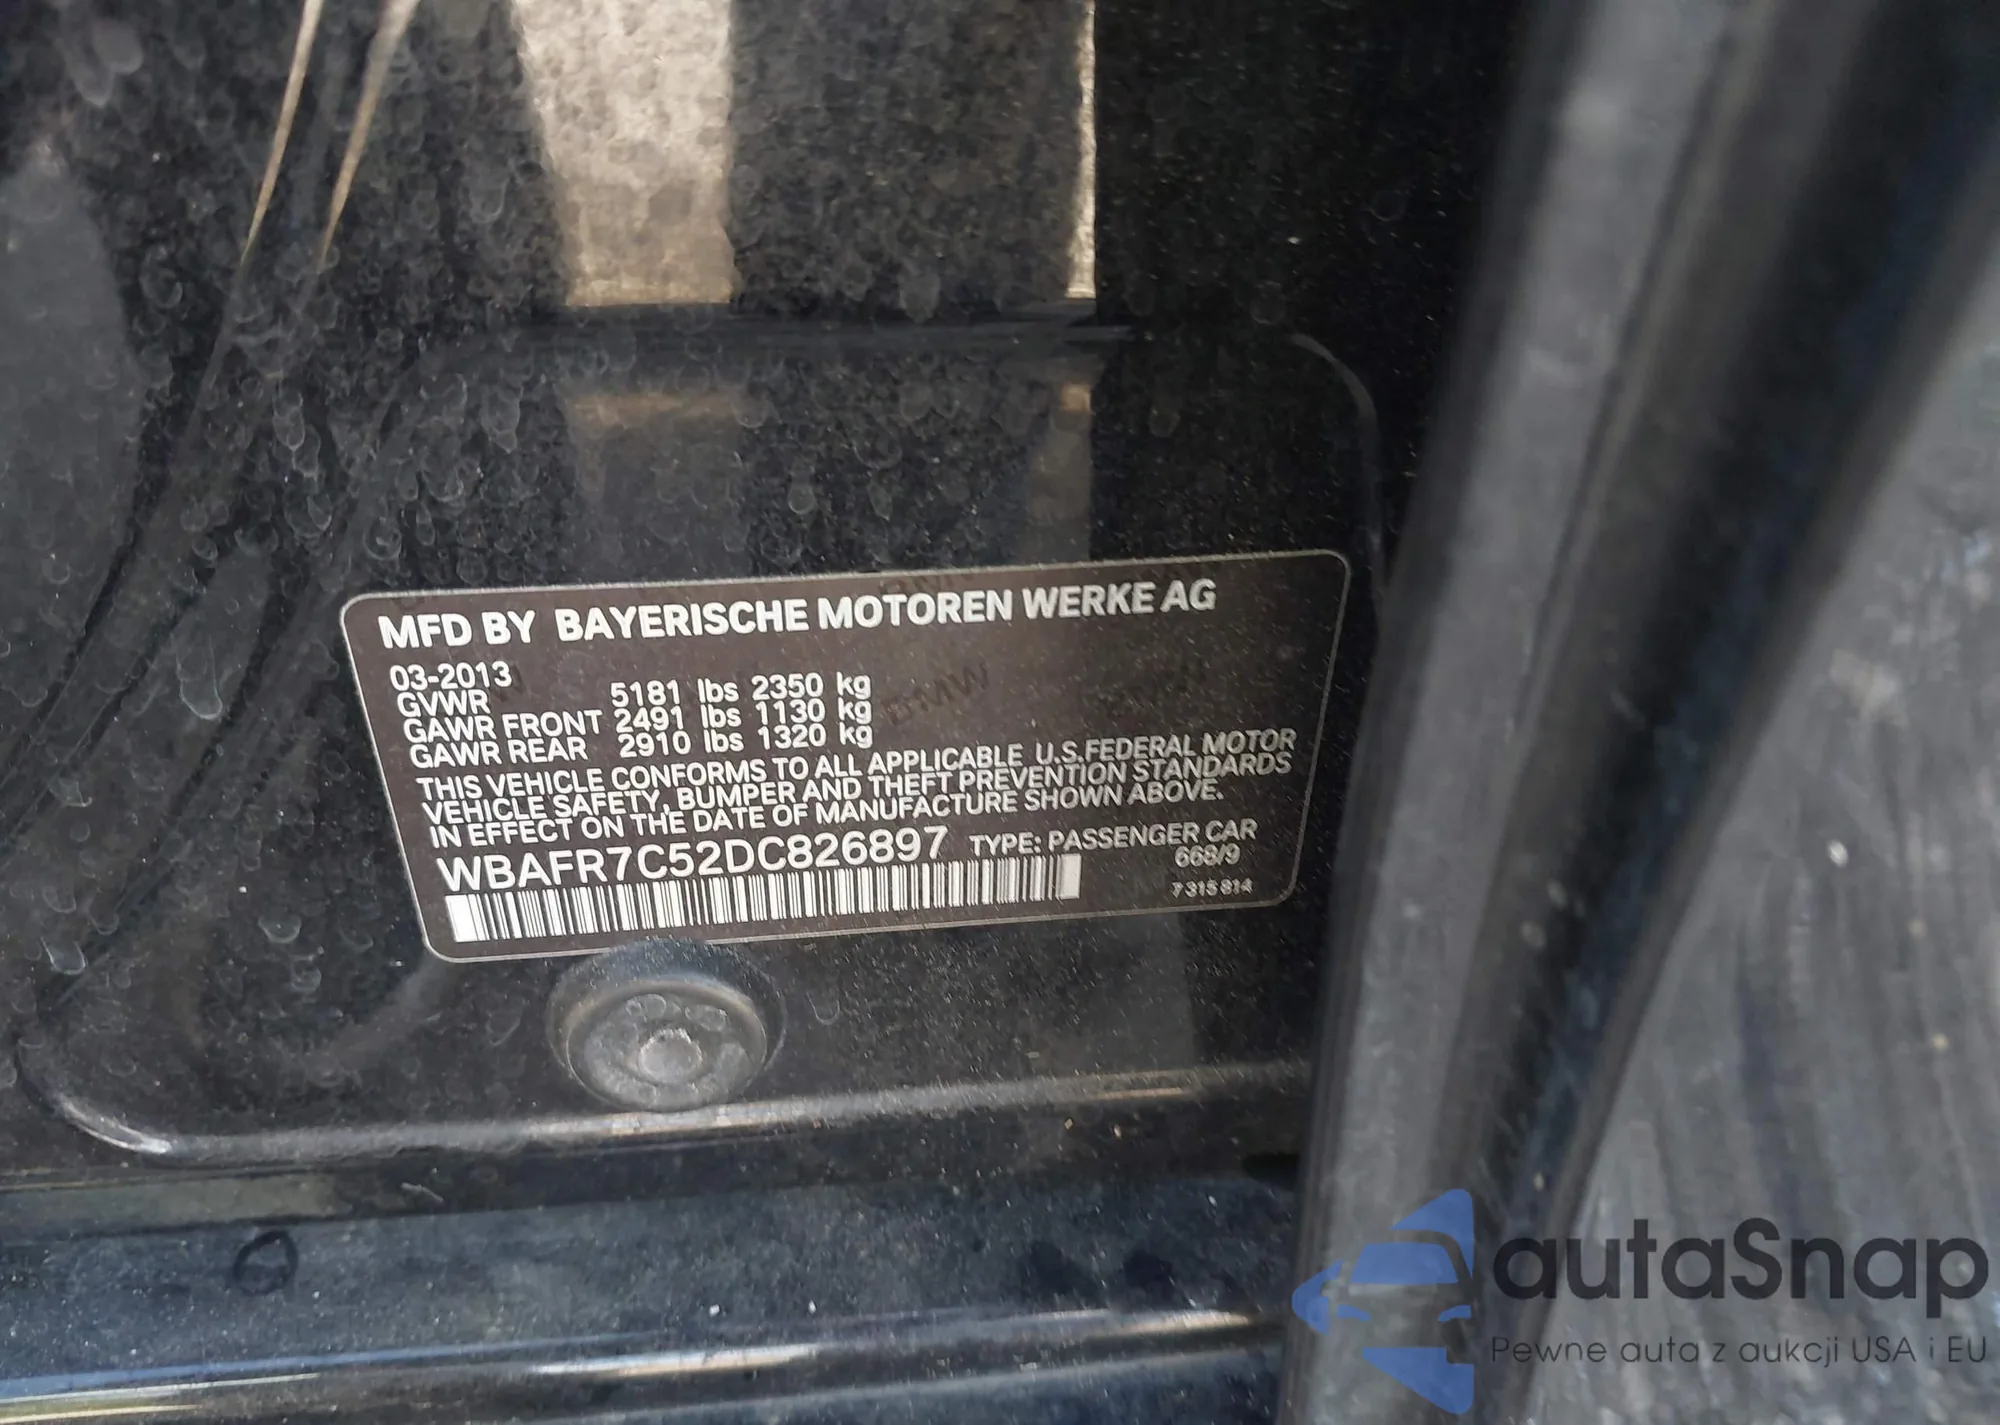 MFD BY BAYERISCHE MOTOREN WERKE AG
03-2013
GVWR 5181 lbs 2350 kg
GAWR FRONT 2491 lbs 1130 kg
GAWR REAR 2910 lbs 1320 kg
THIS VEHICLE CONFORMS TO ALL APPLICABLE U.S.FEDERAL MOTOR
VEHICLE SAFETY, BUMPER AND THEFT PREVENTION STANDARDS
IN EFFECT ON THE DATE OF MANUFACTURE SHOWN ABOVE.
WBAFR7C52DC826897 TYPE: PASSENGER CAR
668/9
7 315 814
autaSnap
Pewne auta z aukcji USA i EU